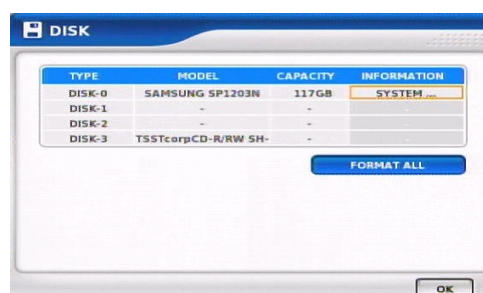 DISK
TYPE MODEL CAPACITY INFORMATION
DISK-0 SAMSUNG SP1203N 117GB SYSTEM ...
DISK-1 - -
DISK-2 - -
DISK-3 TSSTcorpCD-R/RW SH- -
FORMAT ALL
OK